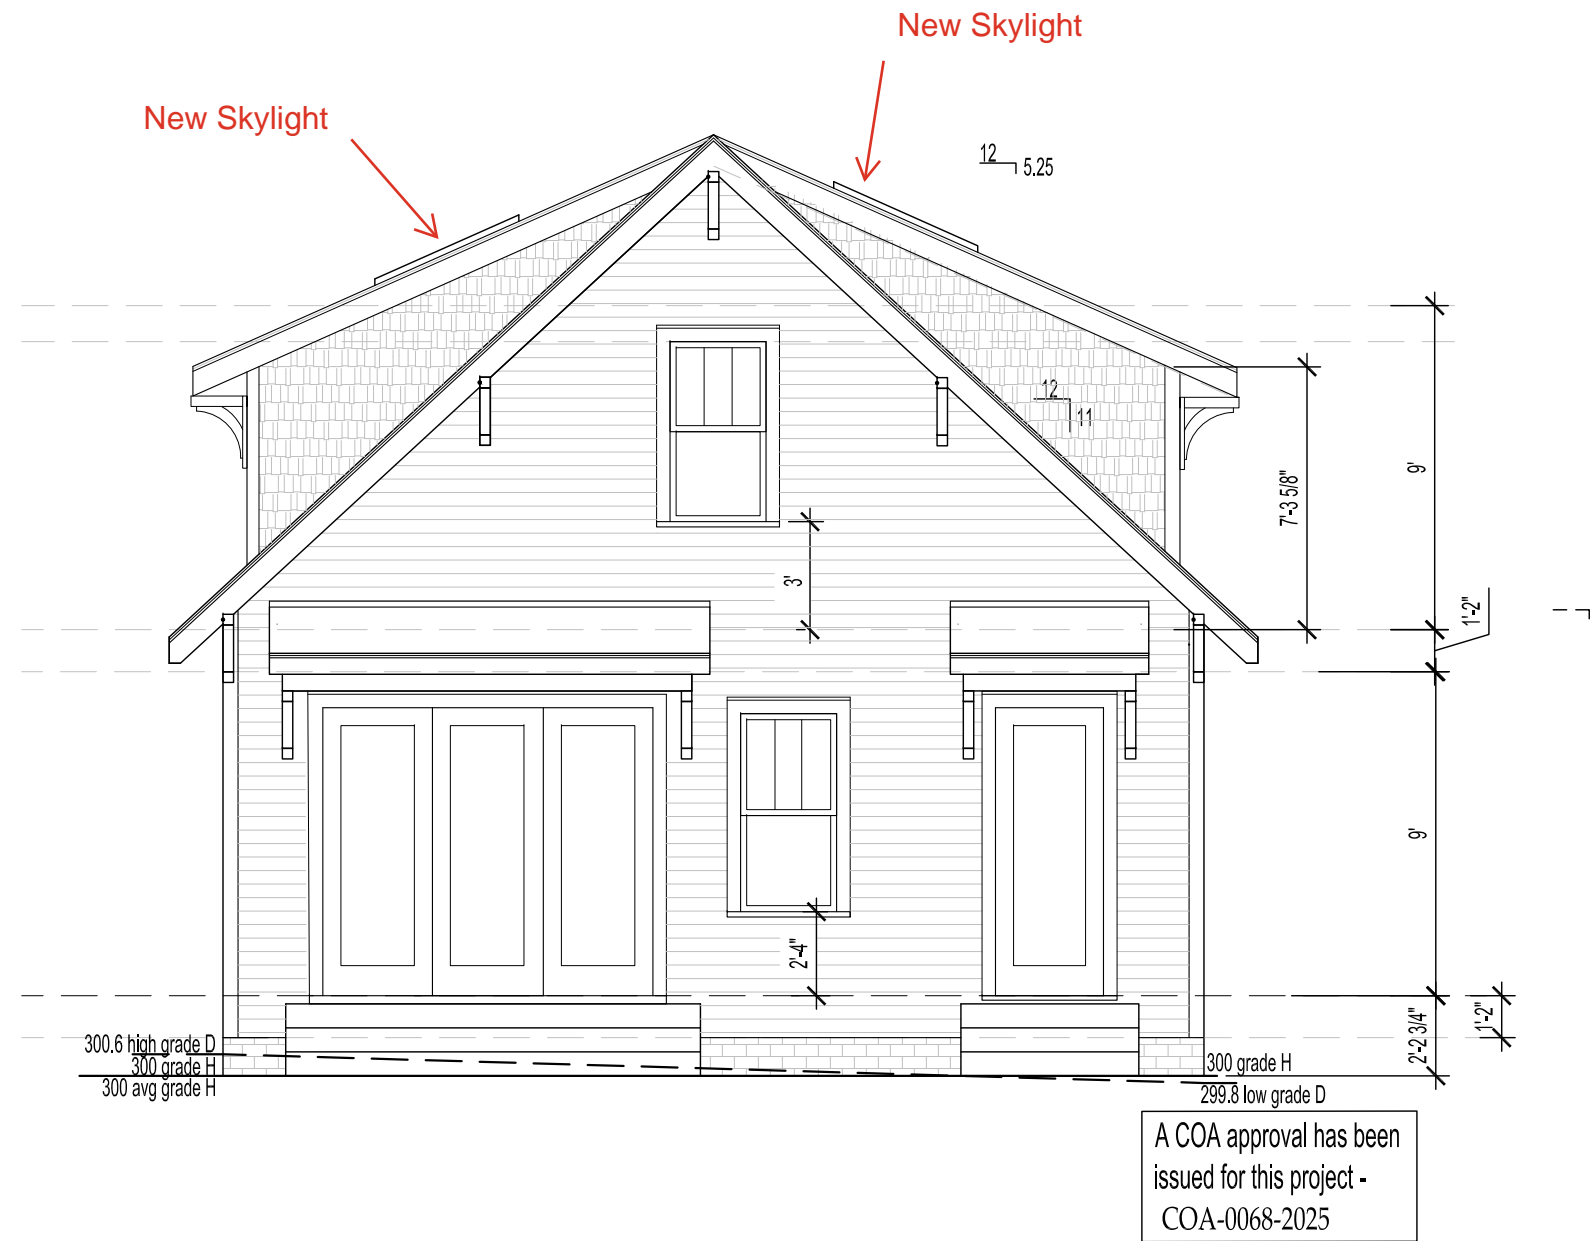 New Skylight
New Skylight
12
5.25
12
11
9'
7'-3 5/8"
3'
1'-2"
9'
2'-4"
1'-2"
2'-2 3/4"
300.6 high grade D
300 grade H
300 avg grade H
300 grade H
299.8 low grade D
A COA approval has been
issued for this project -
COA-0068-2025